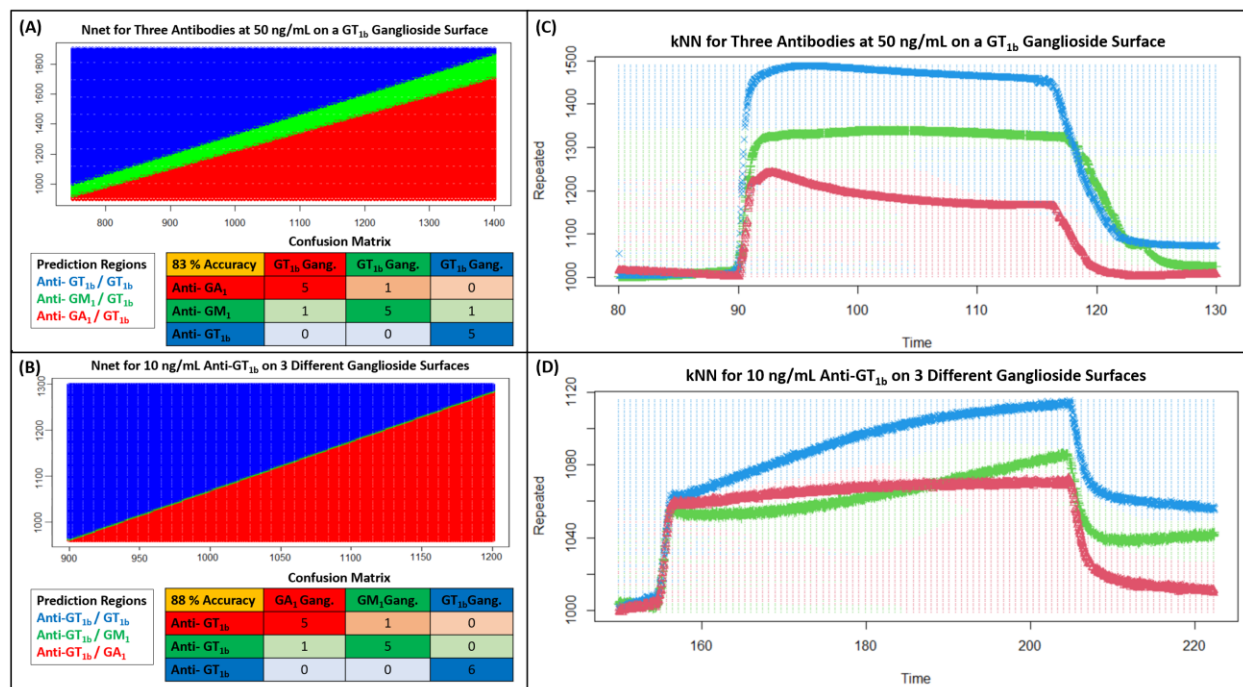 (A)
Nnet for Three Antibodies at 50 ng/mL on a GT1b Ganglioside Surface
1800
1600
1400
1200
1000
800 900 1000 1100 1200 1300 1400
Confusion Matrix
Prediction Regions
Anti- GT1b / GT1b
Anti- GM1 / GT1b
Anti- GA1 / GT1b
83 % Accuracy GT1b Gang. GT1b Gang. GT1b Gang.
Anti- GA1 5 1 0
Anti- GM1 1 5 1
Anti- GT1b 0 0 5
(B)
Nnet for 10 ng/mL Anti-GT1b on 3 Different Ganglioside Surfaces
1300
1200
1100
1000
900 950 1000 1050 1100 1150 1200
Confusion Matrix
Prediction Regions
Anti-GT1b / GT1b
Anti-GT1b / GM1
Anti-GT1b / GA1
88 % Accuracy GA1 Gang. GM1Gang. GT1bGang.
Anti- GT1b 5 1 0
Anti- GT1b 1 5 0
Anti- GT1b 0 0 6
(C)
kNN for Three Antibodies at 50 ng/mL on a GT1b Ganglioside Surface
Repeated
1500
1400
1300
1200
1100
1000
80 90 100 110 120 130
Time
(D)
kNN for 10 ng/mL Anti-GT1b on 3 Different Ganglioside Surfaces
Repeated
1120
1080
1040
1000
160 180 200 220
Time